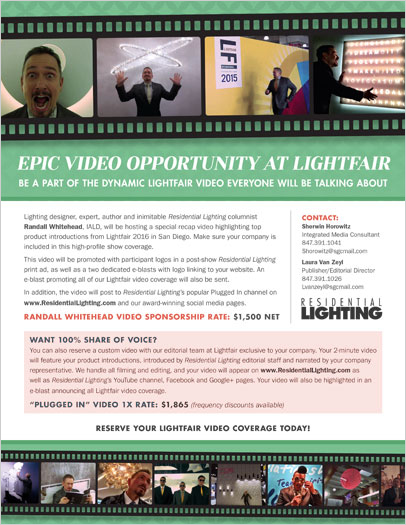 LIGHTFAIR
LF
2015
EPIC VIDEO OPPORTUNITY AT LIGHTFAIR
BE A PART OF THE DYNAMIC LIGHTFAIR VIDEO EVERYONE WILL BE TALKING ABOUT
Lighting designer, expert, author and inimitable Residential Lighting columnist
Randall Whitehead, IALD, will be hosting a special recap video highlighting top
product introductions from Lightfair 2016 in San Diego. Make sure your company is
included in this high-profile show coverage.
This video will be promoted with participant logos in a post-show Residential Lighting
print ad, as well as a two dedicated e-blasts with logo linking to your website. An
e-blast promoting all of our Lightfair video coverage will also be sent.
In addition, the video will post to Residential Lighting's popular Plugged In channel on
www.ResidentialLighting.com and our award-winning social media pages.
RANDALL WHITEHEAD VIDEO SPONSORSHIP RATE: $1,500 NET
CONTACT:
Sherwin Horowitz
Integrated Media Consultant
847.391.1041
Shorowitz@sgcmail.com
Laura Van Zeyl
Publisher/Editorial Director
847.391.1026
Lvanzeyl@sgcmail.com
RESIDENTIAL
LIGHTING
WANT 100% SHARE OF VOICE?
You can also reserve a custom video with our editorial team at Lightfair exclusive to your company. Your 2-minute video
will feature your product introductions, introduced by Residential Lighting editorial staff and narrated by your company
representative. We handle all filming and editing, and your video will appear on www.ResidentialLighting.com as
well as Residential Lighting's YouTube channel, Facebook and Google+ pages. Your video will also be highlighted in an
e-blast announcing all Lightfair video coverage.
"PLUGGED IN" VIDEO 1X RATE: $1,865 (frequency discounts available)
RESERVE YOUR LIGHTFAIR VIDEO COVERAGE TODAY!